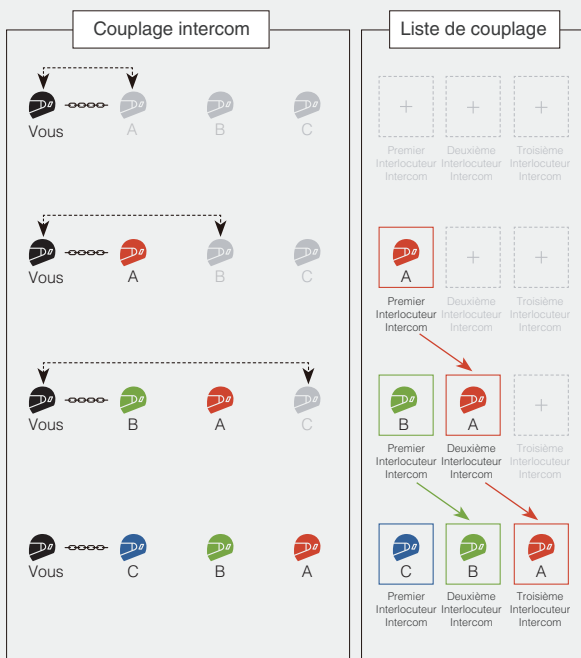 Couplage intercom
Liste de couplage
Vous A B C
Premier Interlocuteur Intercom
Deuxième Interlocuteur Intercom
Troisième Interlocuteur Intercom
Vous A B C
A
Premier Interlocuteur Intercom
Deuxième Interlocuteur Intercom
Troisième Interlocuteur Intercom
Vous B A C
B A
Premier Interlocuteur Intercom
Deuxième Interlocuteur Intercom
Troisième Interlocuteur Intercom
Vous C B A
C B A
Premier Interlocuteur Intercom
Deuxième Interlocuteur Intercom
Troisième Interlocuteur Intercom